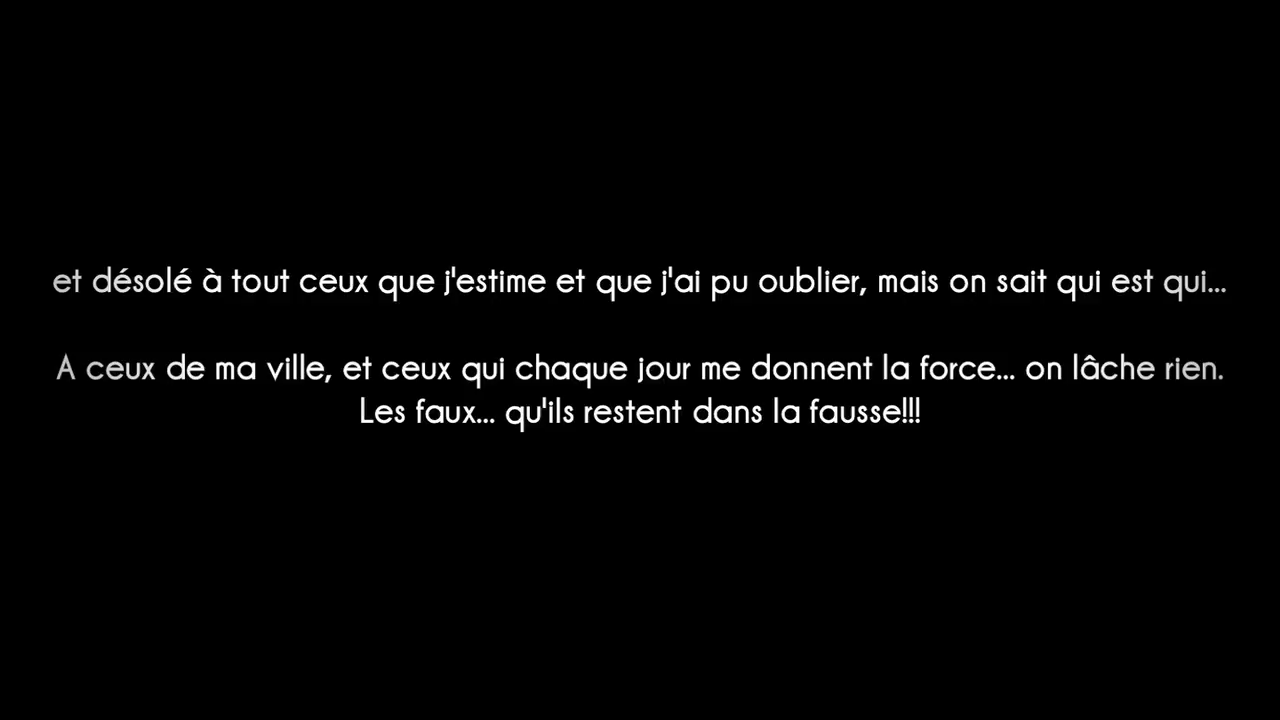 et désolé à tout ceux que j'estime et que j'ai pu oublier, mais on sait qui est qui...
A ceux de ma ville, et ceux qui chaque jour me donnent la force... on lâche rien.
Les faux... qu'ils restent dans la fausse!!!